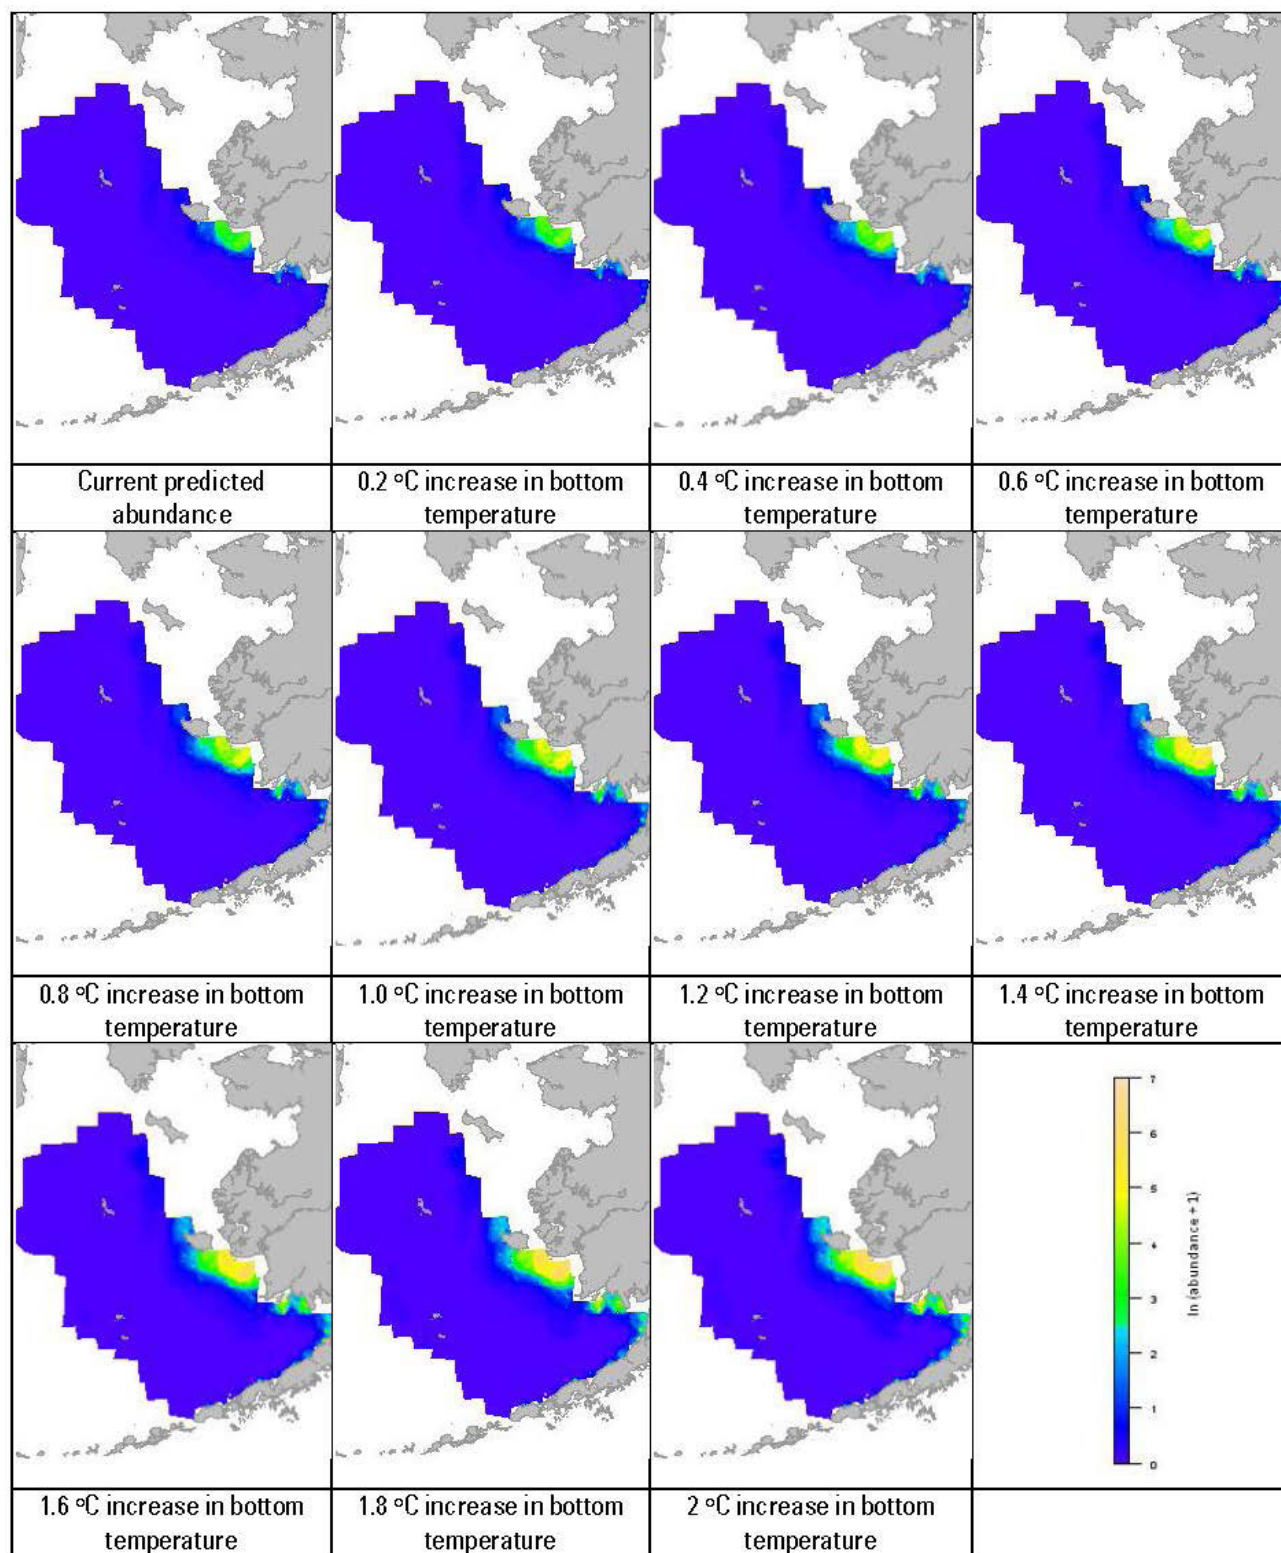 Current predicted
abundance
0.2 °C increase in bottom
temperature
0.4 °C increase in bottom
temperature
0.6 °C increase in bottom
temperature
0.8 °C increase in bottom
temperature
1.0 °C increase in bottom
temperature
1.2 °C increase in bottom
temperature
1.4 °C increase in bottom
temperature
7
6
5
4
3
2
1
0
ln (abundance + 1)
1.6 °C increase in bottom
temperature
1.8 °C increase in bottom
temperature
2 °C increase in bottom
temperature